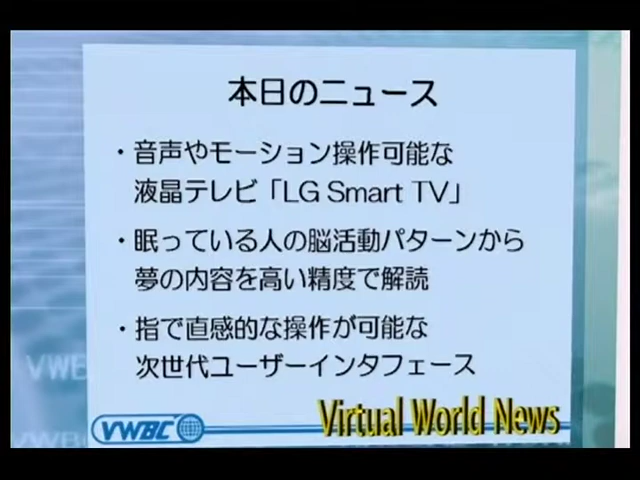 本日のニュース
・音声やモーション操作可能な
液晶テレビ「LG Smart TV」
・眠っている人の脳活動パターンから
夢の内容を高い精度で解読
・指で直感的な操作が可能な
次世代ユーザーインタフェース
VWBC
Virtual World News